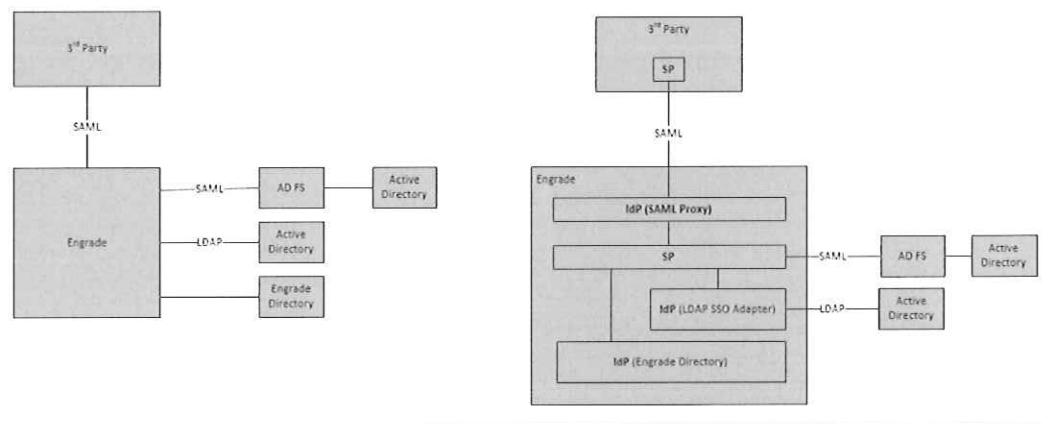 3rd Party
SAML
Engrade
SAML
AD FS
Active
Directory
LDAP
Active
Directory
Engrade
Directory
3rd Party
SP
SAML
Engrade
IdP (SAML Proxy)
SP
SAML
AD FS
Active
Directory
IdP (LDAP SSO Adapter)
LDAP
Active
Directory
IdP (Engrade Directory)